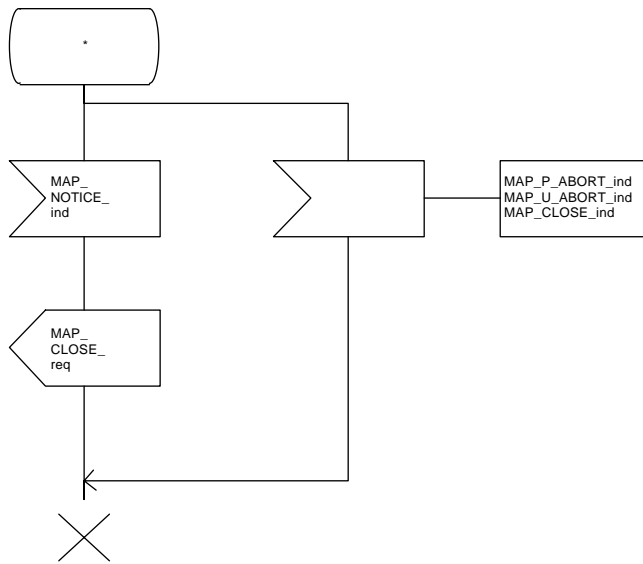 *
MAP_
NOTICE_
ind
MAP_P_ABORT_ind
MAP_U_ABORT_ind
MAP_CLOSE_ind
MAP_
CLOSE_
req